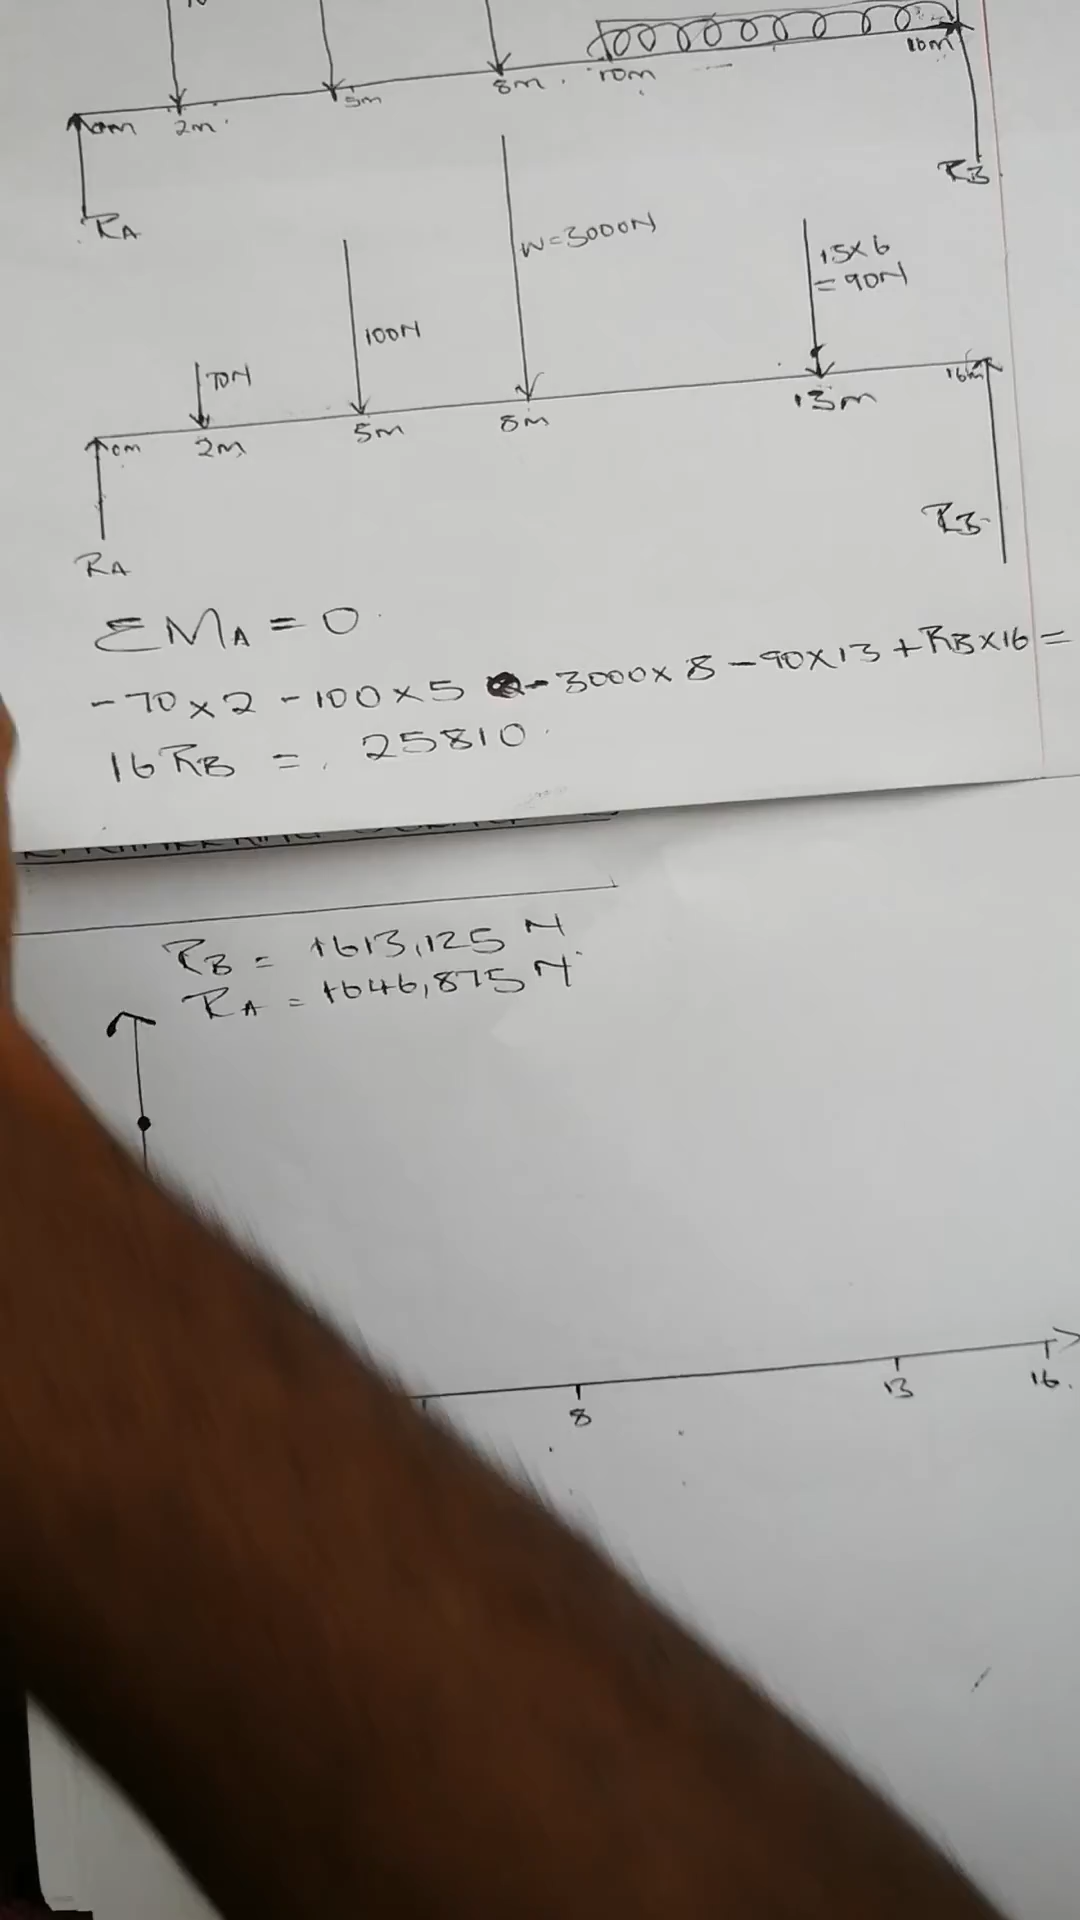 0m 2m 5m 8m 10m 16m
RA
RB
70N 100N W=3000N 15x6
= 90N
0m 2m 5m 8m 13m 16m
RA
RB
ΣMA = 0
-70x2 -100x5 -3000x8 -90x13 +RBx16 =
16RB = 25810
RB = 1613,125 N
RA = 1646,875 N
8 13 16